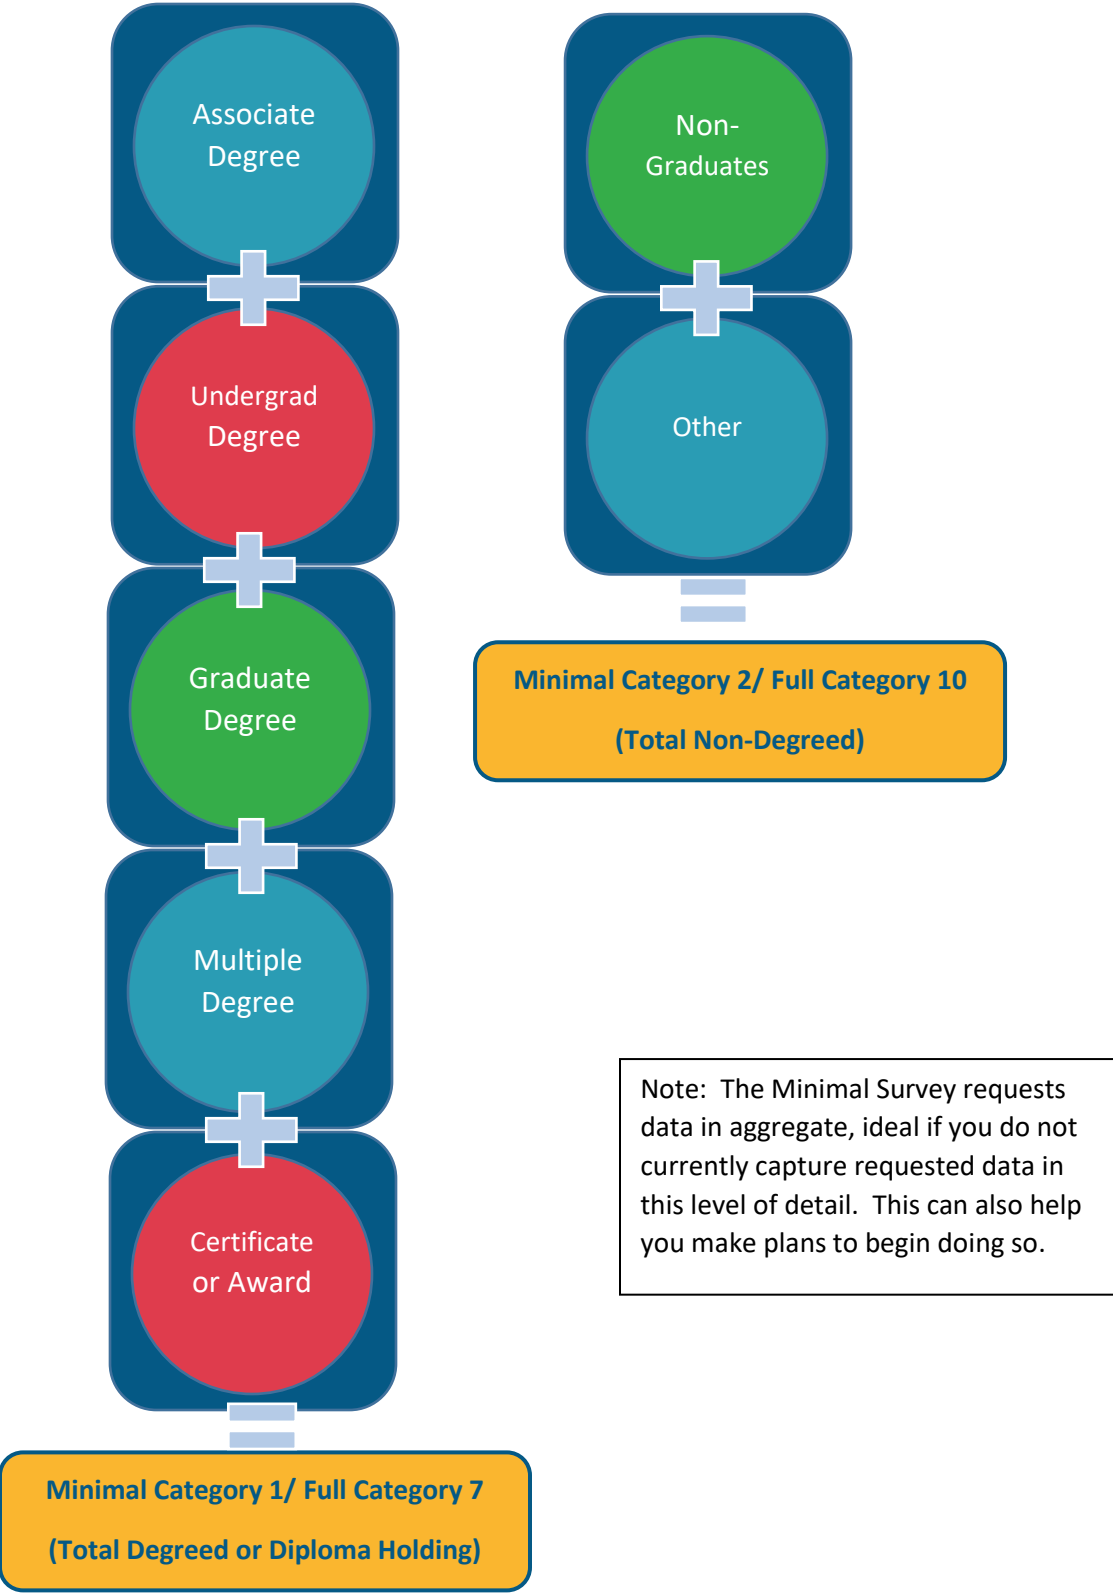 Associate
Degree
Undergrad
Degree
Graduate
Degree
Multiple
Degree
Certificate
or Award
Minimal Category 1/ Full Category 7
(Total Degreed or Diploma Holding)
Non-
Graduates
Other
Minimal Category 2/ Full Category 10
(Total Non-Degreed)
Note:  The Minimal Survey requests
data in aggregate, ideal if you do not
currently capture requested data in
this level of detail.  This can also help
you make plans to begin doing so.